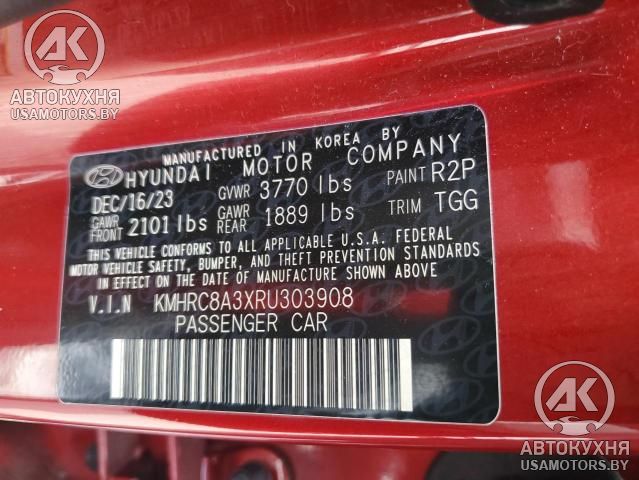 AK
АВТОКУХНЯ
USAMOTORS.BY
MANUFACTURED IN KOREA BY
HYUNDAI MOTOR COMPANY
DEC/16/23 GVWR 3770 lbs PAINT R2P
GAWR FRONT 2101 lbs GAWR REAR 1889 lbs TRIM TGG
THIS VEHICLE CONFORMS TO ALL APPLICABLE U.S.A. FEDERAL
MOTOR VEHICLE SAFETY, BUMPER, AND THEFT PREVENTION STANDARDS
IN EFFECT ON THE DATE OF MANUFACTURE SHOWN ABOVE.
V.I.N KMHRC8A3XRU303908
PASSENGER CAR
AK
АВТОКУХНЯ
USAMOTORS.BY